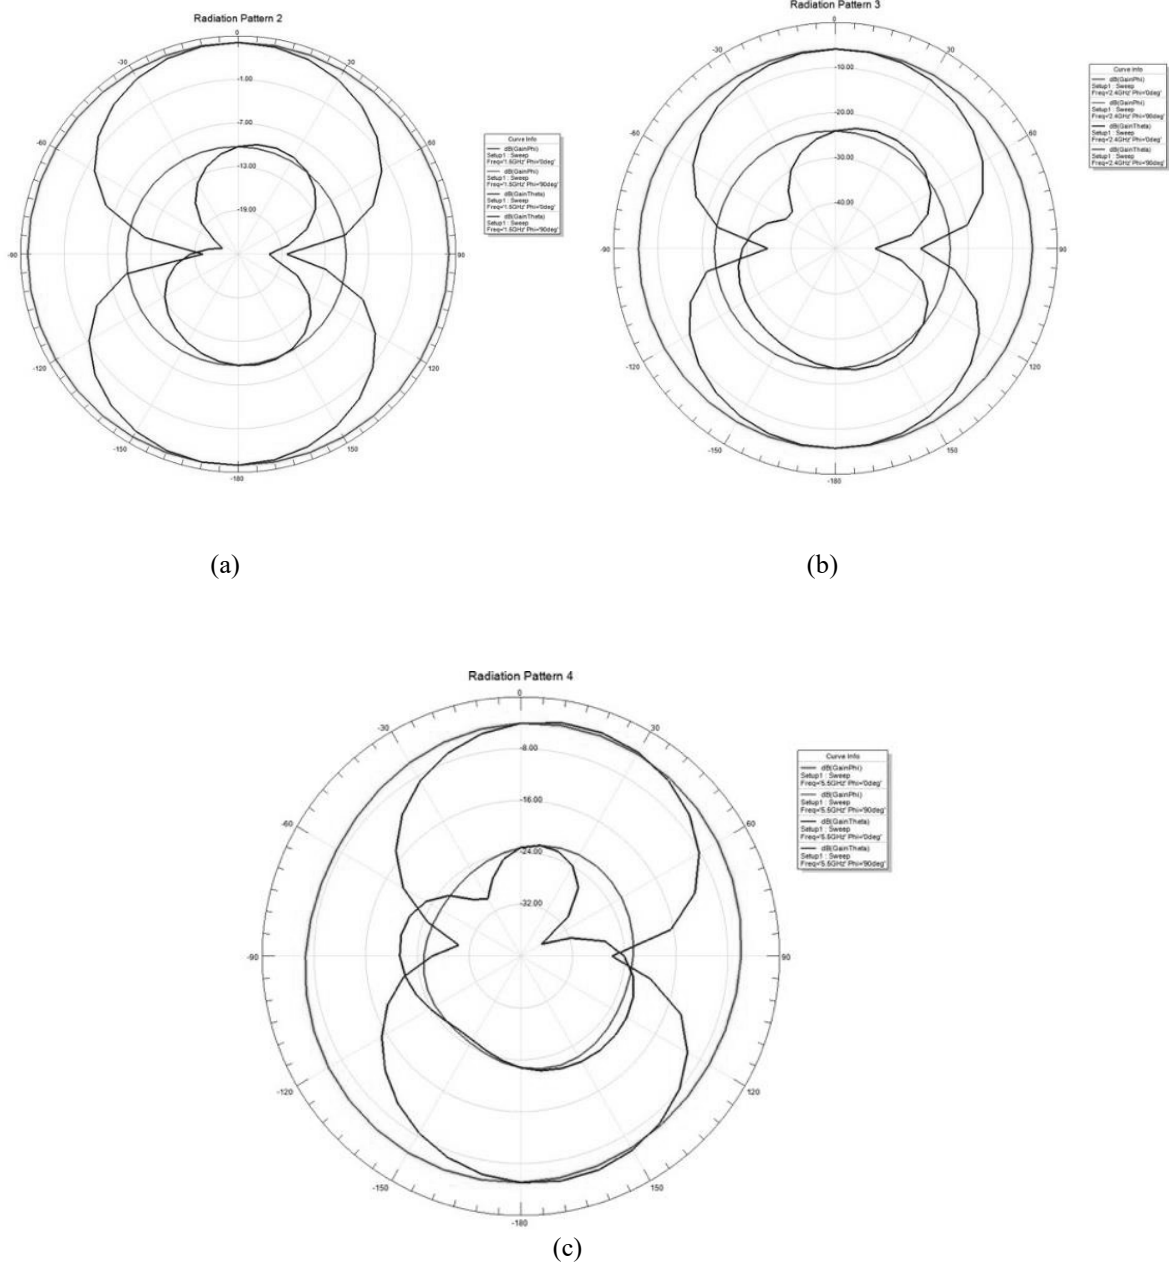 Radiation Pattern 2
0
-30
30
-1.00
-7.00
-60
60
-13.00
-19.00
-90
90
-120
120
-150
150
-180
Curve Info
dB(GainPhi)
Setup1 : Sweep
Freq='1.5GHz' Phi='0deg'
dB(GainPhi)
Setup1 : Sweep
Freq='1.5GHz' Phi='90deg'
dB(GainTheta)
Setup1 : Sweep
Freq='1.5GHz' Phi='0deg'
dB(GainTheta)
Setup1 : Sweep
Freq='1.5GHz' Phi='90deg'
(a)
Radiation Pattern 3
0
-30
30
-10.00
-20.00
-60
60
-30.00
-40.00
-90
90
-120
120
-150
150
-180
Curve Info
dB(GainPhi)
Setup1 : Sweep
Freq='2.4GHz' Phi='0deg'
dB(GainPhi)
Setup1 : Sweep
Freq='2.4GHz' Phi='90deg'
dB(GainTheta)
Setup1 : Sweep
Freq='2.4GHz' Phi='0deg'
dB(GainTheta)
Setup1 : Sweep
Freq='2.4GHz' Phi='90deg'
(b)
Radiation Pattern 4
0
-30
30
-8.00
-16.00
-60
60
-24.00
-32.00
-90
90
-120
120
-150
150
-180
Curve Info
dB(GainPhi)
Setup1 : Sweep
Freq='5.5GHz' Phi='0deg'
dB(GainPhi)
Setup1 : Sweep
Freq='5.5GHz' Phi='90deg'
dB(GainTheta)
Setup1 : Sweep
Freq='5.5GHz' Phi='0deg'
dB(GainTheta)
Setup1 : Sweep
Freq='5.5GHz' Phi='90deg'
(c)